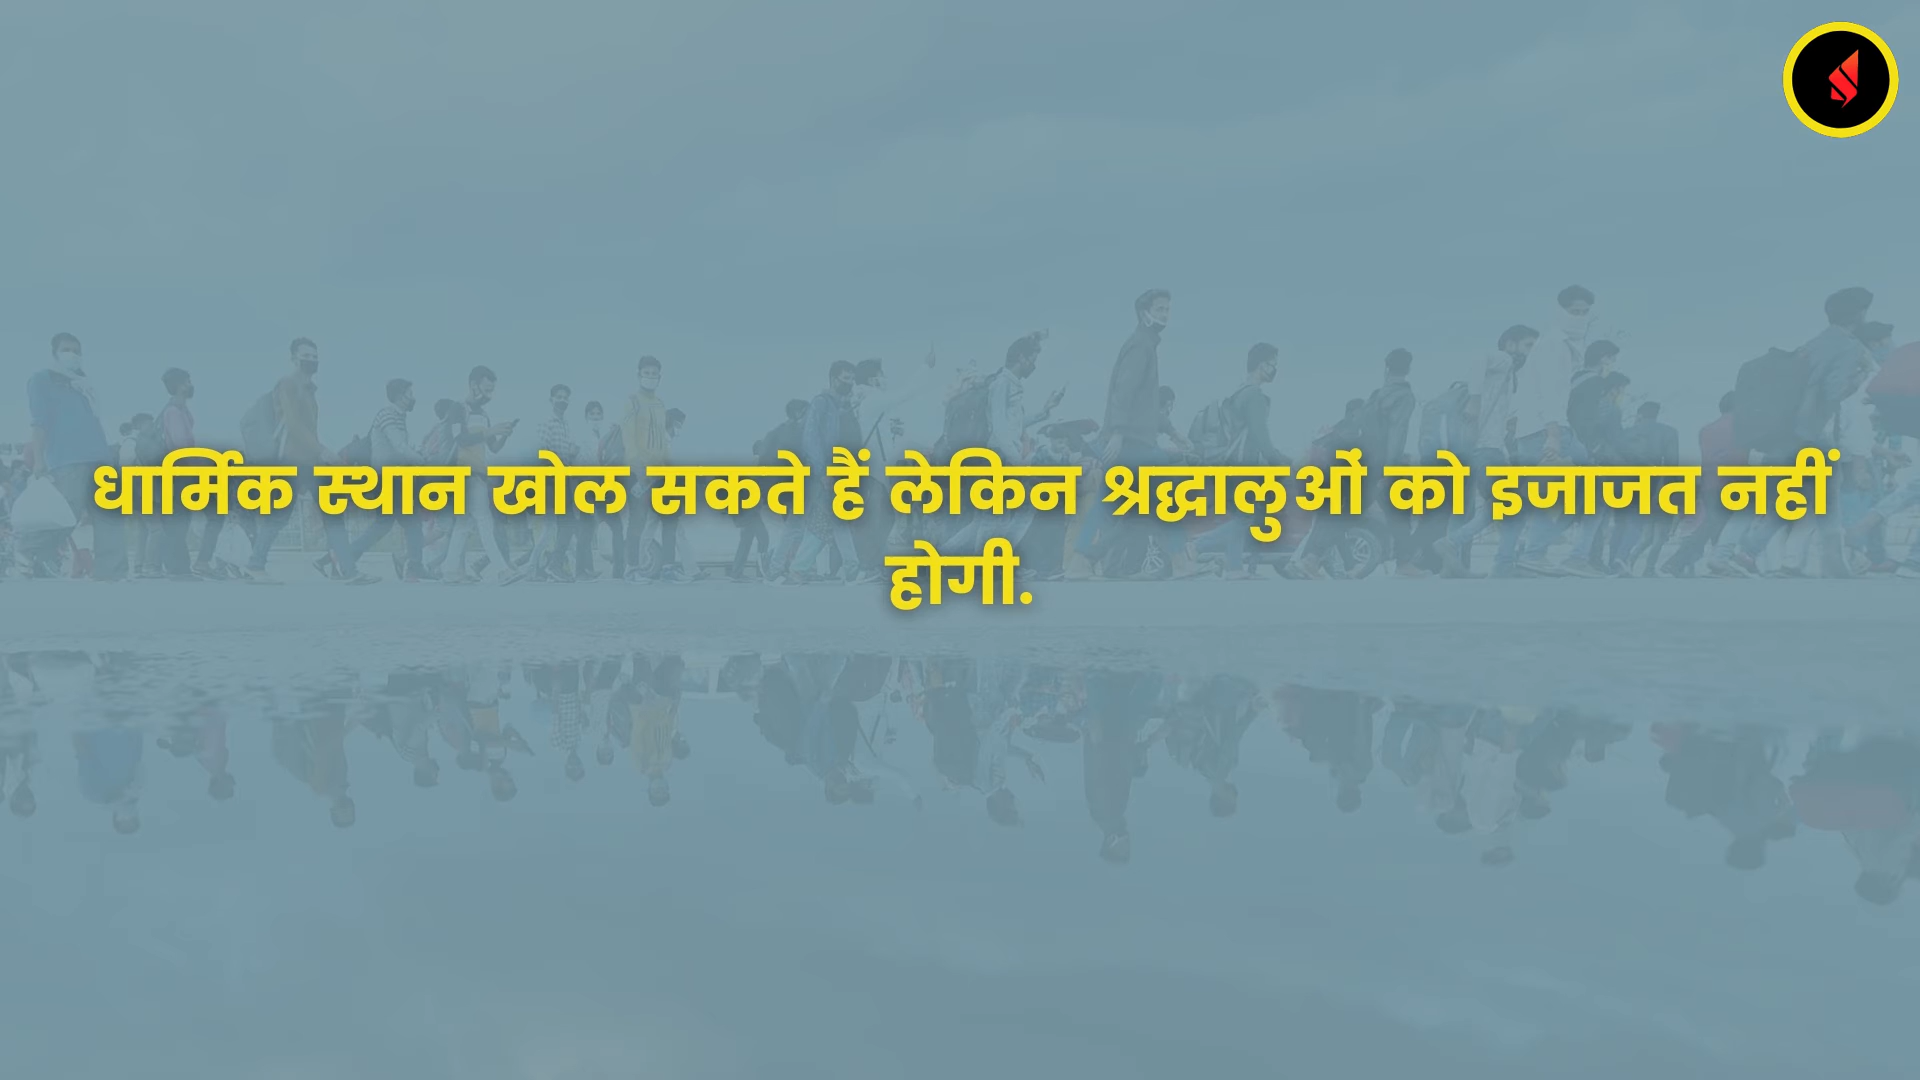 धार्मिक स्थान खोल सकते हैं लेकिन श्रद्धालुओं को इजाजत नहीं
होगी.